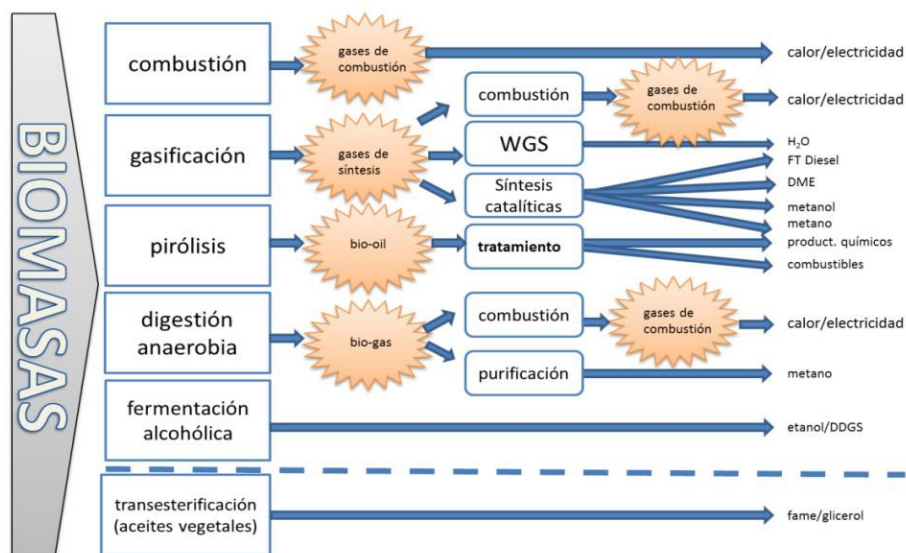 BIOMASAS
combustión
gases de
combustión
calor/electricidad
combustión
gases de
combustión
calor/electricidad
gasificación
gases de
síntesis
WGS
H₂O
Síntesis
catalíticas
FT Diesel
DME
metanol
metano
pirólisis
bio-oil
tratamiento
product. químicos
combustibles
digestión
anaerobia
bio-gas
combustión
gases de
combustión
calor/electricidad
purificación
metano
fermentación
alcohólica
etanol/DDGS
transesterificación
(aceites vegetales)
fame/glicerol